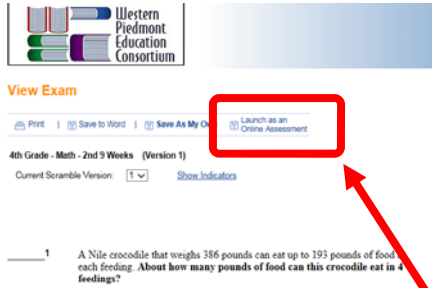 Western
Piedmont
Education
Consortium
View Exam
Print | Save to Word | Save As My O Launch as an
Online Assessment
4th Grade - Math - 2nd 9 Weeks (Version 1)
Current Scramble Version: 1 Show Indicators
1 A Nile crocodile that weighs 386 pounds can eat up to 193 pounds of food
each feeding. About how many pounds of food can this crocodile eat in 4
feedings?